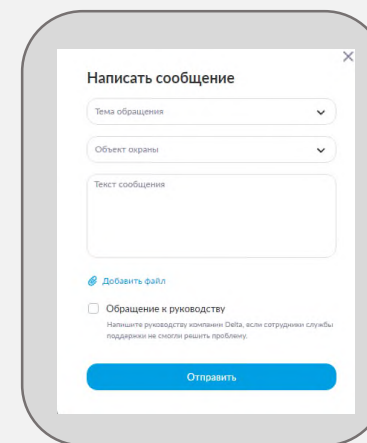 Написать сообщение
Тема обращения
Объект охраны
Текст сообщения
Добавить файл
Обращение к руководству
Напишите руководству компании Delta, если сотрудники службы
поддержки не смогли решить проблему.
Отправить